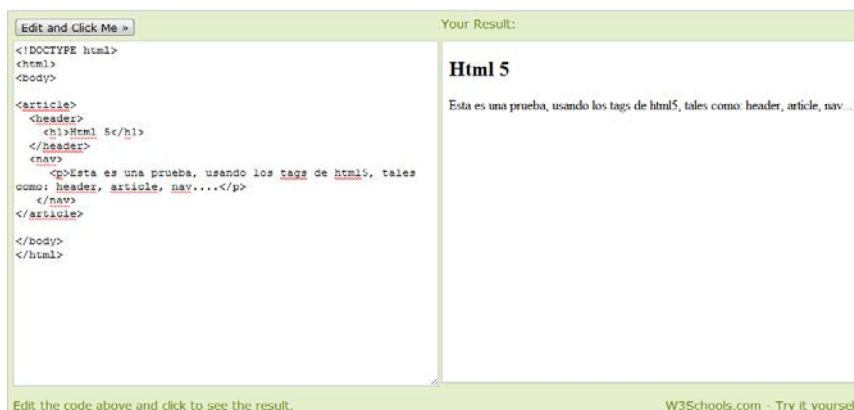 Edit and Click Me »
Your Result:
<!DOCTYPE html>
<html>
<body>
<article>
<header>
<h1>Html 5</h1>
</header>
<nav>
<p>Esta es una prueba, usando los tags de html5, tales
como: header, article, nav....</p>
</nav>
</article>
</body>
</html>
Html 5
Esta es una prueba, usando los tags de html5, tales como: header, article, nav....
Edit the code above and click to see the result.
W3Schools.com - Try it yoursel